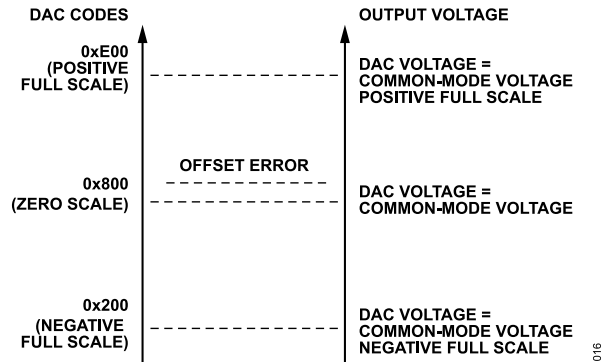 DAC CODES
OUTPUT VOLTAGE
0xE00
(POSITIVE
FULL SCALE)
DAC VOLTAGE =
COMMON-MODE VOLTAGE
POSITIVE FULL SCALE
OFFSET ERROR
0x800
(ZERO SCALE)
DAC VOLTAGE =
COMMON-MODE VOLTAGE
0x200
(NEGATIVE
FULL SCALE)
DAC VOLTAGE =
COMMON-MODE VOLTAGE
NEGATIVE FULL SCALE
016